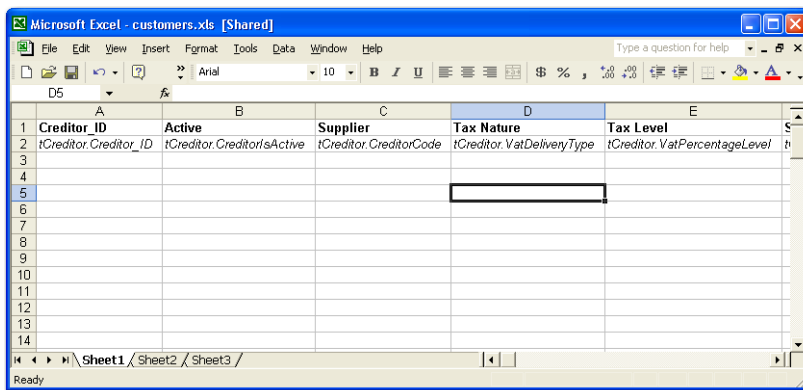 Microsoft Excel - customers.xls [Shared]
File Edit View Insert Format Tools Data Window Help Type a question for help
Arial 10 B I U $ % ,
D5 fx
A B C D E
1 Creditor_ID Active Supplier Tax Nature Tax Level S
2 tCreditor.Creditor_ID tCreditor.CreditorIsActive tCreditor.CreditorCode tCreditor.VatDeliveryType tCreditor.VatPercentageLevel t
3
4
5
6
7
8
9
10
11
12
13
14
Sheet1 Sheet2 Sheet3
Ready